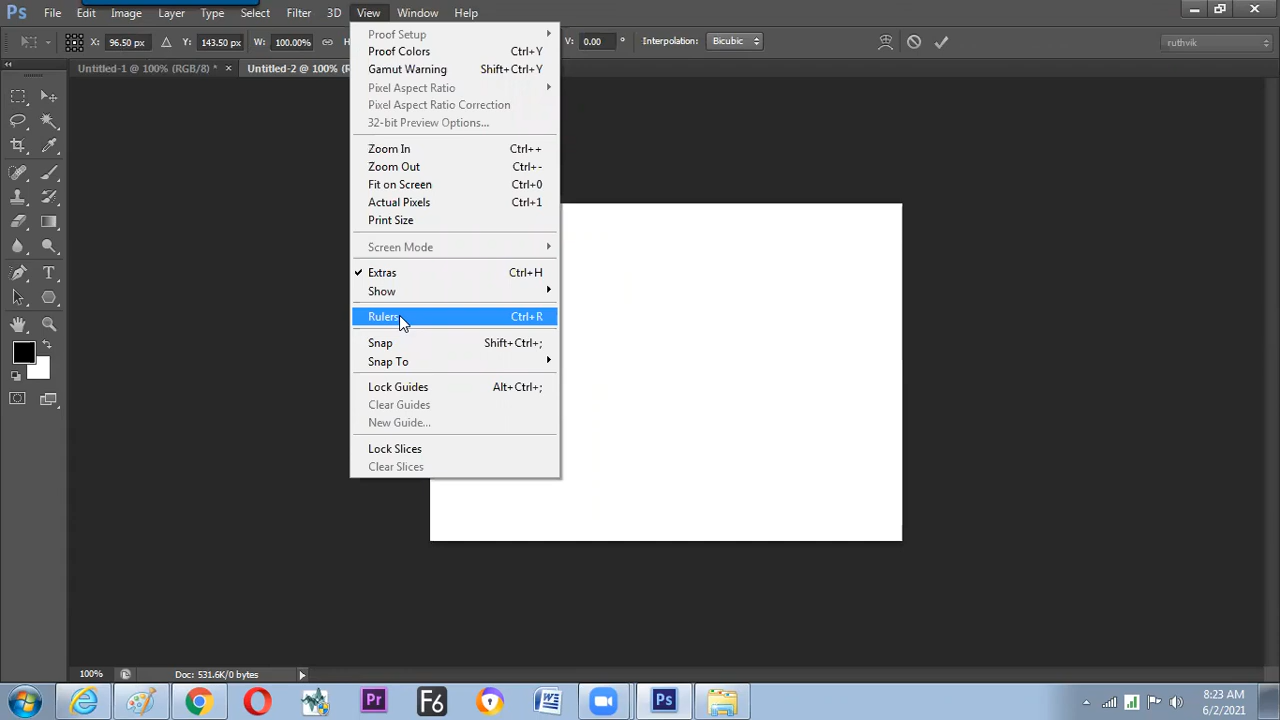 Ps File Edit Image Layer Type Select Filter 3D View Window Help
X: 96.50 px Y: 143.50 px W: 100.00% H V: 0.00 ° Interpolation: Bicubic ruthvik
Untitled-1 @ 100% (RGB/8) * × Untitled-2 @ 100% (R
Proof Setup
Proof Colors Ctrl+Y
Gamut Warning Shift+Ctrl+Y
Pixel Aspect Ratio
Pixel Aspect Ratio Correction
32-bit Preview Options...
Zoom In Ctrl++
Zoom Out Ctrl+-
Fit on Screen Ctrl+0
Actual Pixels Ctrl+1
Print Size
Screen Mode
Extras Ctrl+H
Show
Rulers Ctrl+R
Snap Shift+Ctrl+;
Snap To
Lock Guides Alt+Ctrl+;
Clear Guides
New Guide...
Lock Slices
Clear Slices
100% Doc: 531.6K/0 bytes
Pr F6 W Ps
8:23 AM
6/2/2021